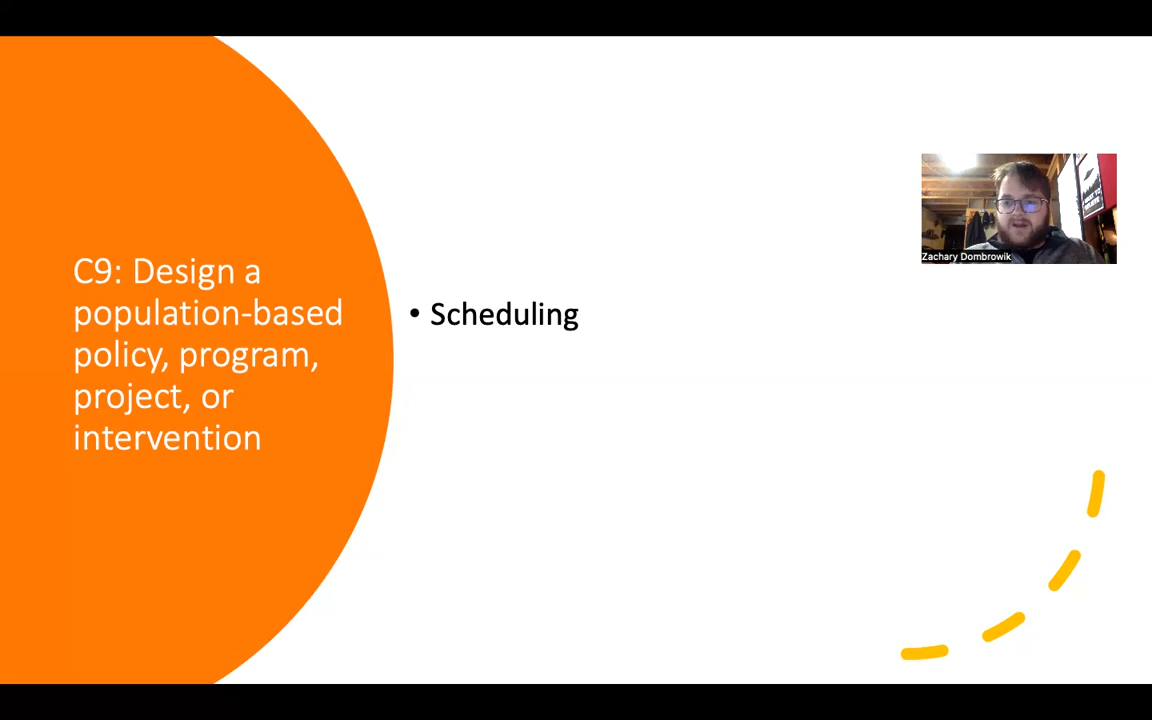 C9: Design a
population-based
policy, program,
project, or
intervention
• Scheduling
Zachary Dombrowik